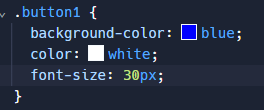 .button1 {
background-color: blue;
color: white;
font-size: 30px;
}